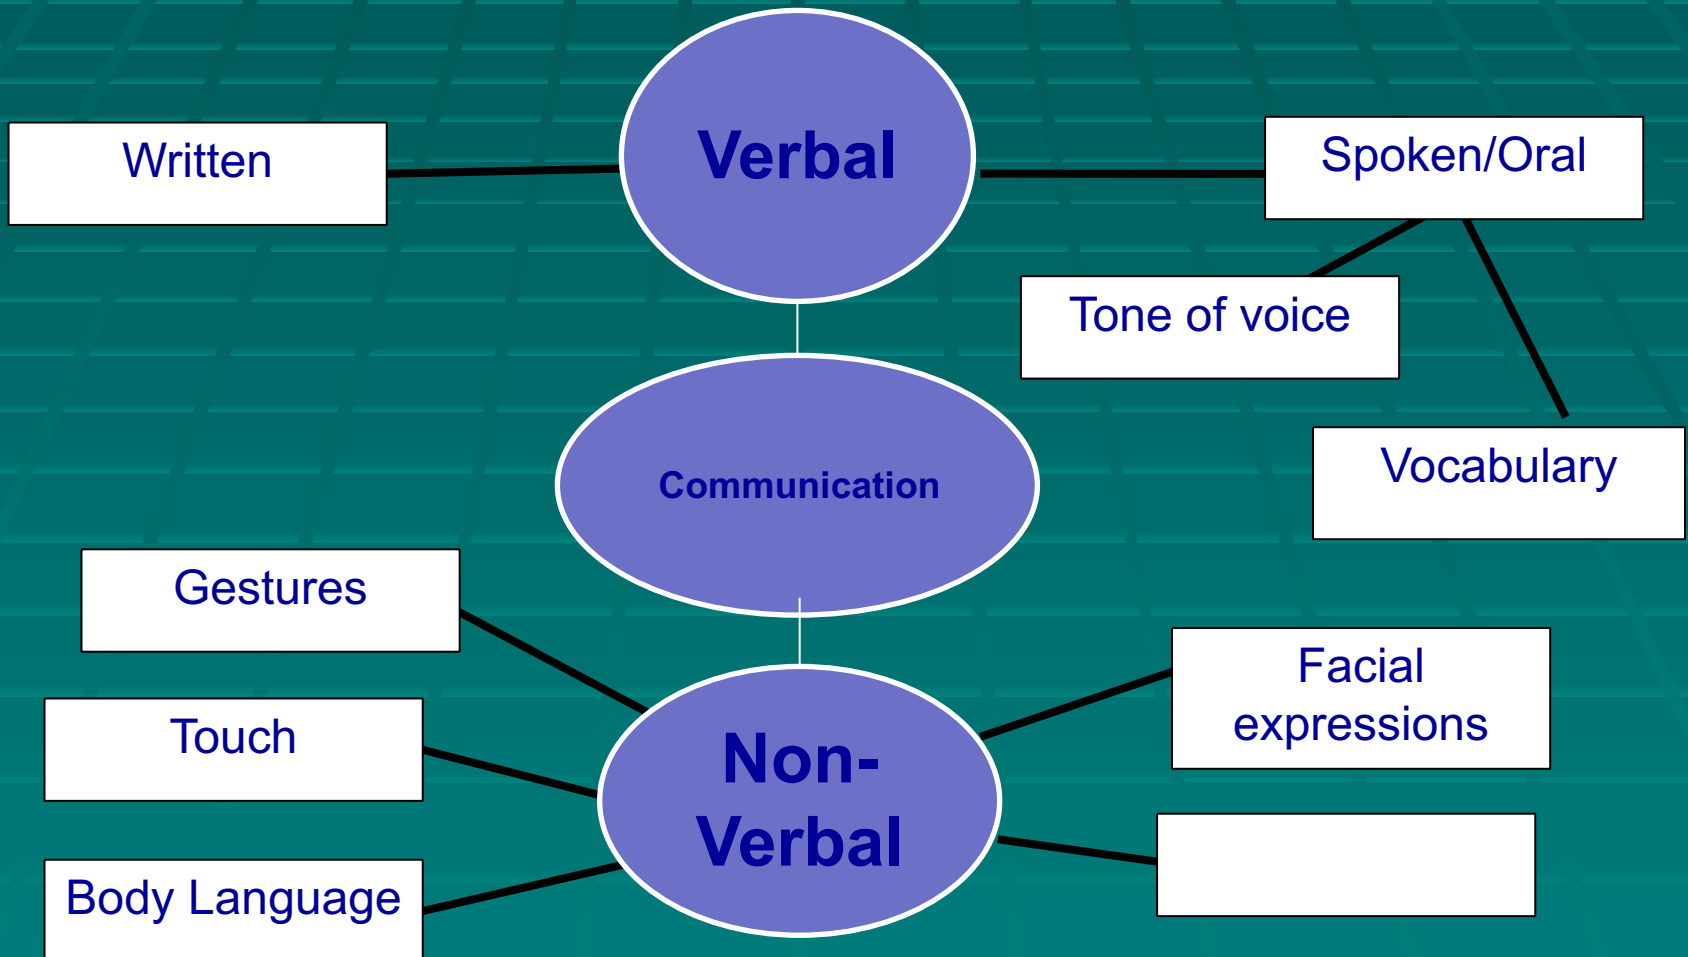 Verbal
Written
Spoken/Oral
Tone of voice
Vocabulary
Communication
Gestures
Touch
Body Language
Non-
Verbal
Facial
expressions